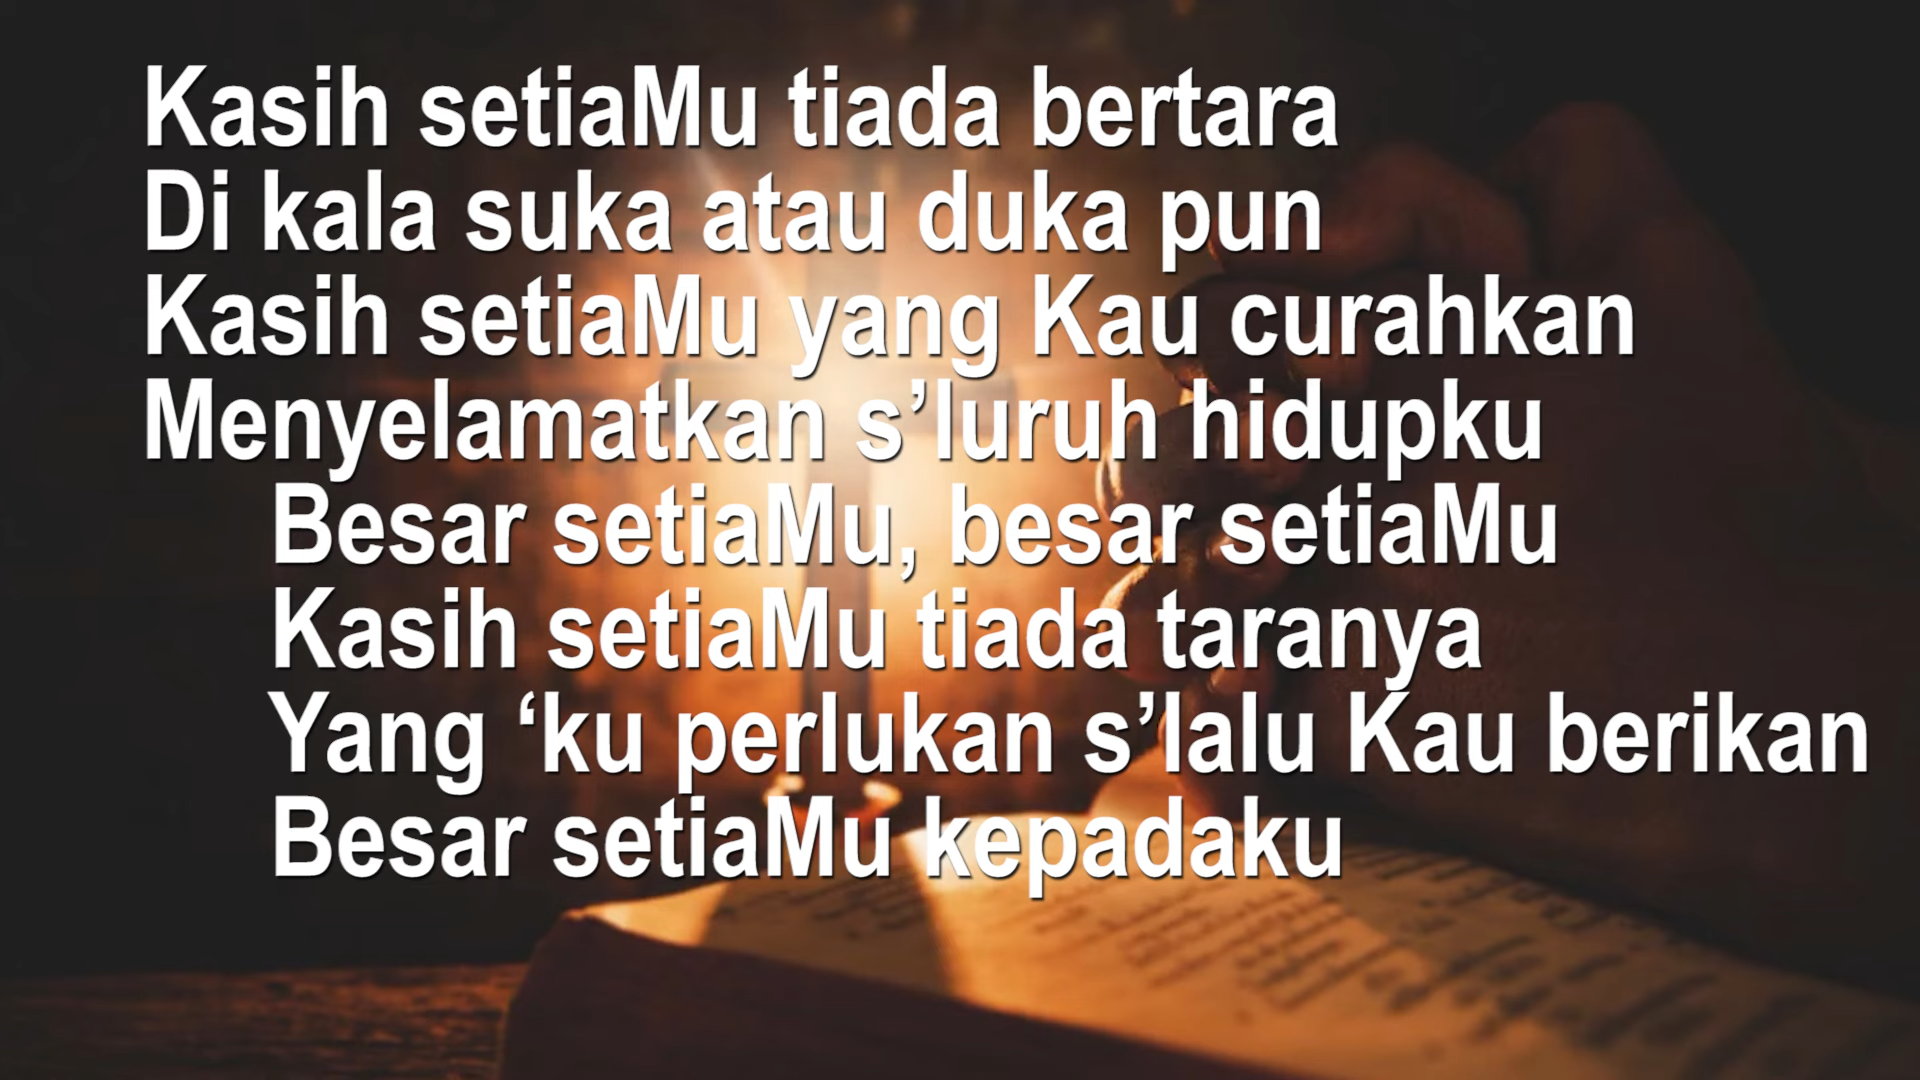 Kasih setiaMu tiada bertara
Di kala suka atau duka pun
Kasih setiaMu yang Kau curahkan
Menyelamatkan s’luruh hidupku
Besar setiaMu, besar setiaMu
Kasih setiaMu tiada taranya
Yang ‘ku perlukan s’lalu Kau berikan
Besar setiaMu kepadaku